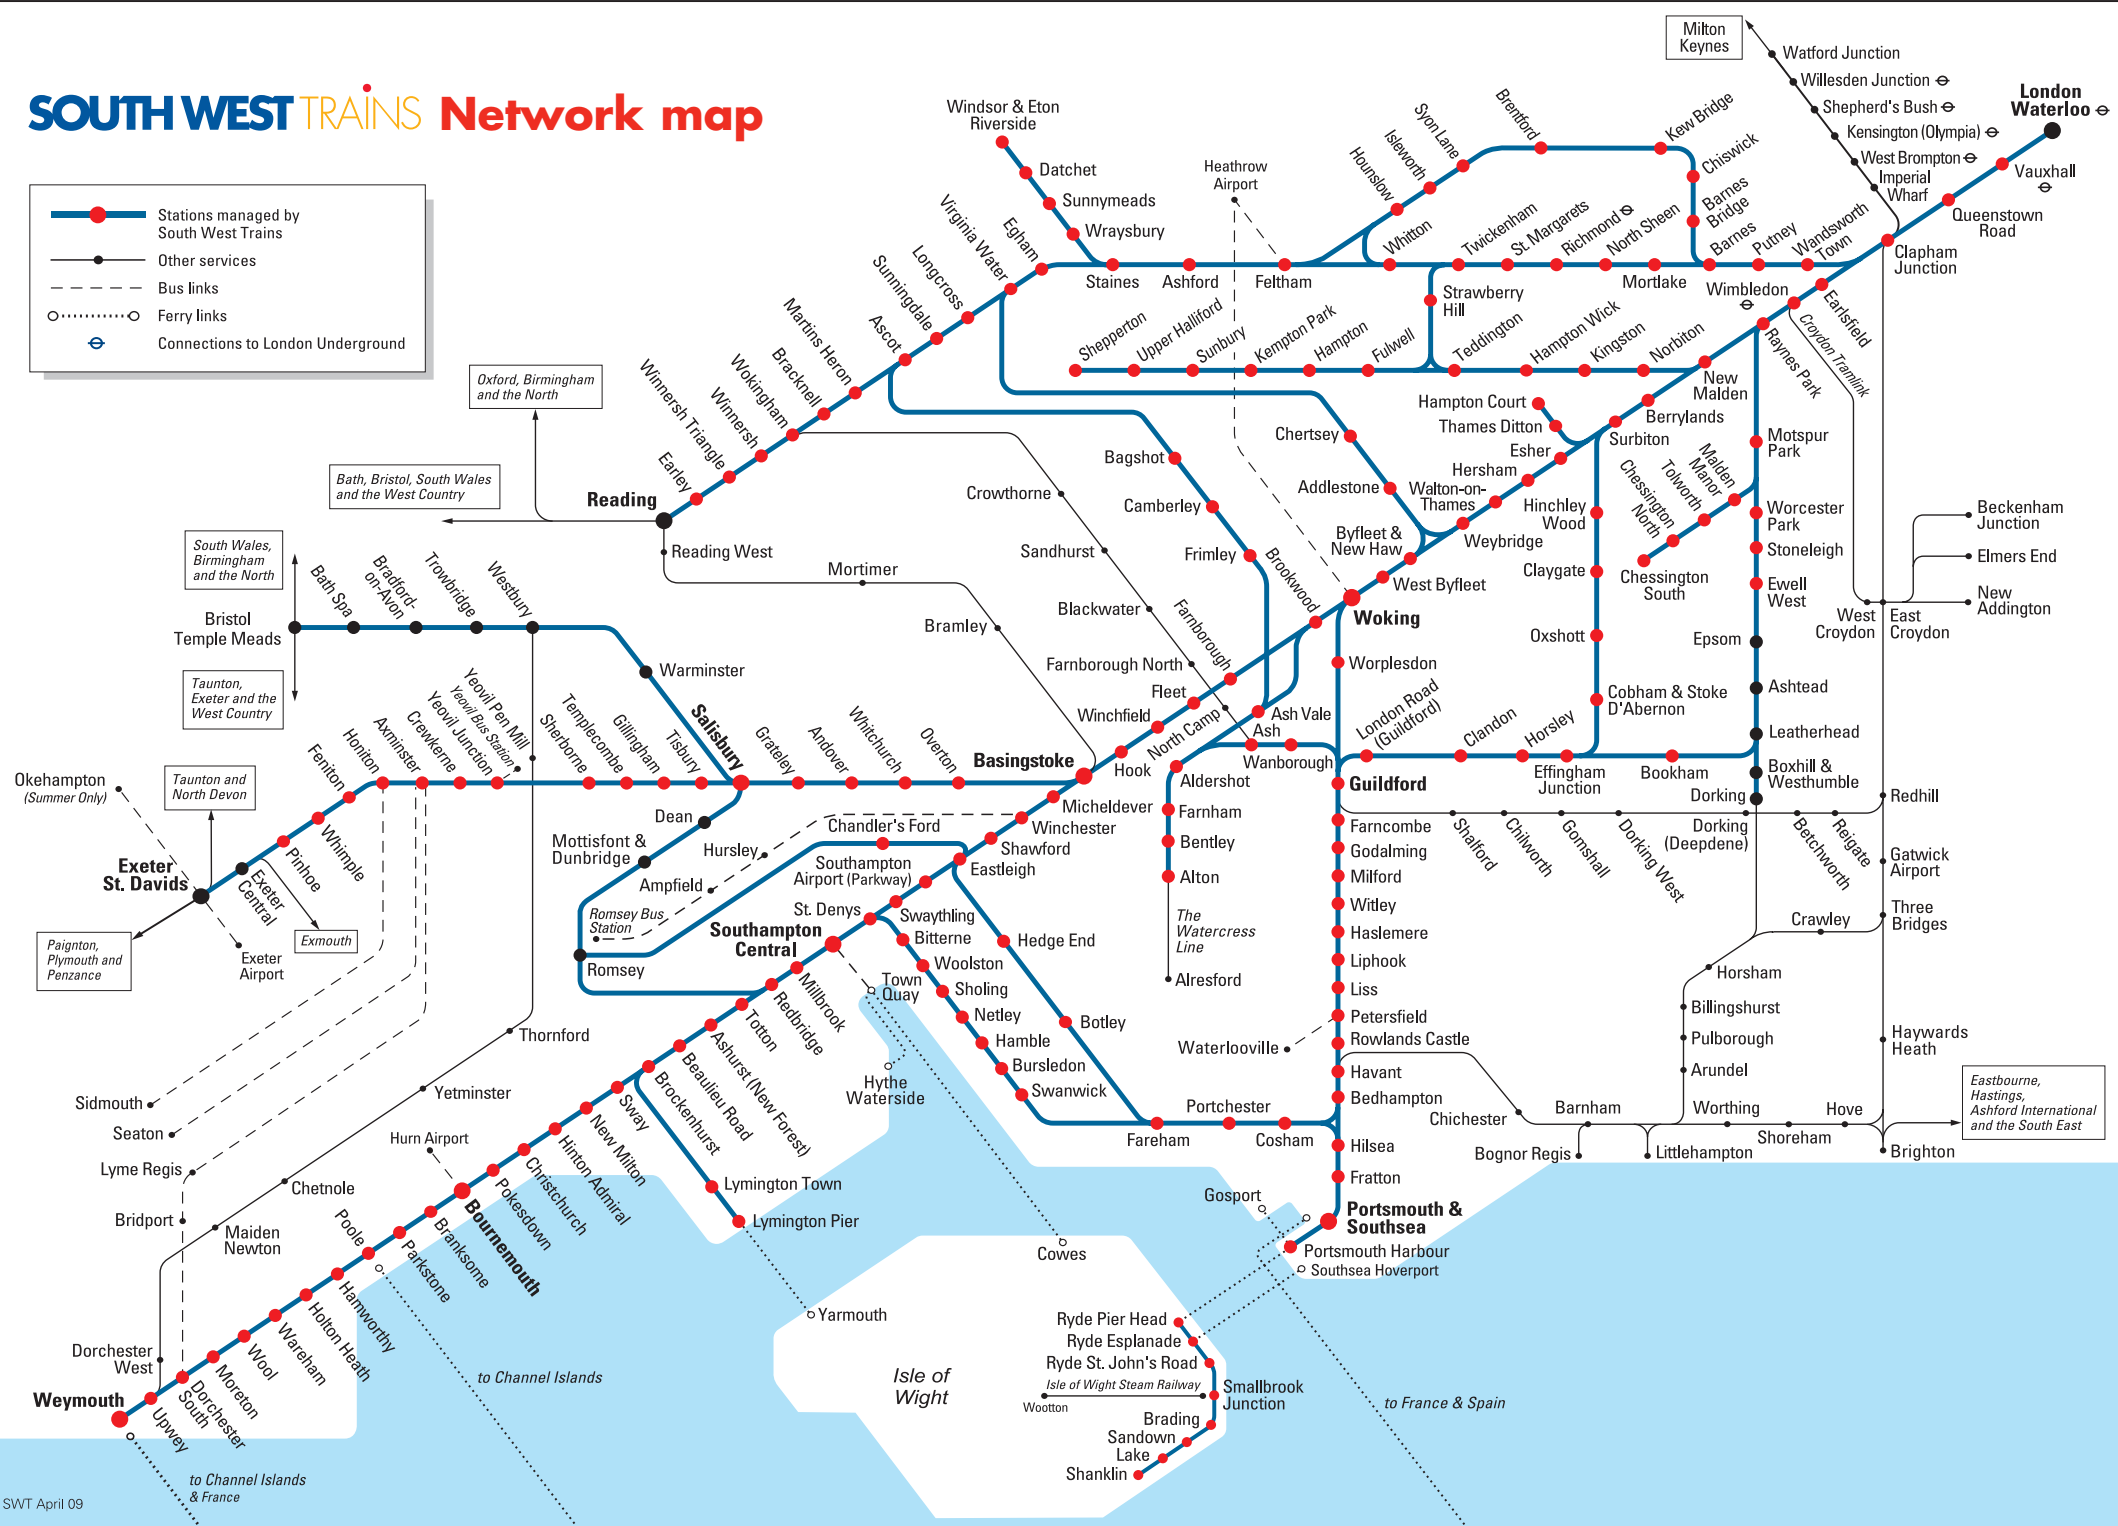 SOUTH WEST TRAINS Network map
Stations managed by
South West Trains
Other services
Bus links
Ferry links
Connections to London Underground
Milton
Keynes
Watford Junction
Willesden Junction
Shepherd's Bush
Kensington (Olympia)
West Brompton
Imperial
Wharf
London
Waterloo
Vauxhall
Queenstown
Road
Clapham
Junction
Windsor & Eton
Riverside
Datchet
Sunnymeads
Wraysbury
Heathrow
Airport
Hounslow
Isleworth
Syon Lane
Brentford
Kew Bridge
Chiswick
Barnes
Bridge
Staines
Ashford
Feltham
Whitton
Twickenham
St. Margarets
Richmond
North Sheen
Mortlake
Barnes
Putney
Wandsworth
Town
Wimbledon
Earlsfield
Raynes Park
Croydon Tramlink
Egham
Virginia Water
Longcross
Sunningdale
Ascot
Martins Heron
Bracknell
Wokingham
Winnersh
Winnersh Triangle
Earley
Reading
Strawberry
Hill
Shepperton
Upper Halliford
Sunbury
Kempton Park
Hampton
Fulwell
Teddington
Hampton Wick
Kingston
Norbiton
New
Malden
Berrylands
Surbiton
Hampton Court
Thames Ditton
Esher
Hersham
Walton-on-
Thames
Weybridge
Byfleet &
New Haw
West Byfleet
Woking
Chertsey
Addlestone
Bagshot
Camberley
Frimley
Brookwood
Hinchley
Wood
Claygate
Oxshott
Cobham & Stoke
D'Abernon
Motspur
Park
Malden
Manor
Tolworth
Chessington
North
Chessington
South
Worcester
Park
Stoneleigh
Ewell
West
Epsom
Ashtead
Leatherhead
Boxhill &
Westhumble
Dorking
Beckenham
Junction
Elmers End
New
Addington
West
Croydon
East
Croydon
Oxford, Birmingham
and the North
Bath, Bristol, South Wales
and the West Country
Reading West
Mortimer
Bramley
Crowthorne
Sandhurst
Blackwater
Farnborough North
North Camp
South Wales,
Birmingham
and the North
Bristol
Temple Meads
Taunton,
Exeter and the
West Country
Bath Spa
Bradford-
on-Avon
Trowbridge
Westbury
Warminster
Salisbury
Farnborough
Fleet
Winchfield
Hook
Basingstoke
Overton
Whitchurch
Andover
Grateley
Tisbury
Gillingham
Templecombe
Sherborne
Yeovil Pen Mill
Yeovil Bus Station
Yeovil Junction
Crewkerne
Axminster
Honiton
Feniton
Whimple
Pinhoe
Exeter
Central
Exeter
St. Davids
Okehampton
(Summer Only)
Taunton and
North Devon
Exmouth
Exeter
Airport
Paignton,
Plymouth and
Penzance
Worplesdon
Ash Vale
Ash
Wanborough
Aldershot
Farnham
Bentley
Alton
The
Watercress
Line
Alresford
London Road
(Guildford)
Clandon
Horsley
Effingham
Junction
Bookham
Guildford
Shalford
Chilworth
Gomshall
Dorking West
Dorking
(Deepdene)
Betchworth
Reigate
Redhill
Gatwick
Airport
Three
Bridges
Crawley
Horsham
Billingshurst
Pulborough
Arundel
Haywards
Heath
Farncombe
Godalming
Milford
Witley
Haslemere
Liphook
Liss
Petersfield
Rowlands Castle
Havant
Bedhampton
Waterlooville
Hilsea
Fratton
Portsmouth &
Southsea
Portsmouth Harbour
Southsea Hoverport
Gosport
Chichester
Barnham
Bognor Regis
Littlehampton
Worthing
Shoreham
Hove
Brighton
Eastbourne,
Hastings,
Ashford International
and the South East
Micheldever
Winchester
Shawford
Eastleigh
Chandler's Ford
Southampton
Airport (Parkway)
Swaythling
St. Denys
Southampton
Central
Dean
Mottisfont &
Dunbridge
Hursley
Ampfield
Romsey Bus
Station
Romsey
Hedge End
Botley
Bitterne
Woolston
Sholing
Netley
Hamble
Bursledon
Swanwick
Fareham
Portchester
Cosham
Town
Quay
Hythe
Waterside
Millbrook
Redbridge
Totton
Ashurst (New Forest)
Beaulieu Road
Brockenhurst
Sway
New Milton
Hinton Admiral
Christchurch
Pokesdown
Bournemouth
Branksome
Parkstone
Poole
Hamworthy
Holton Heath
Wareham
Wool
Moreton
Dorchester
South
Upwey
Weymouth
Lymington Town
Lymington Pier
Hurn Airport
Thornford
Yetminster
Chetnole
Maiden
Newton
Dorchester
West
Sidmouth
Seaton
Lyme Regis
Bridport
Cowes
Yarmouth
Isle of
Wight
Ryde Pier Head
Ryde Esplanade
Ryde St. John's Road
Isle of Wight Steam Railway
Wootton
Smallbrook
Junction
Brading
Sandown
Lake
Shanklin
to Channel Islands
to France & Spain
to Channel Islands
& France
SWT April 09